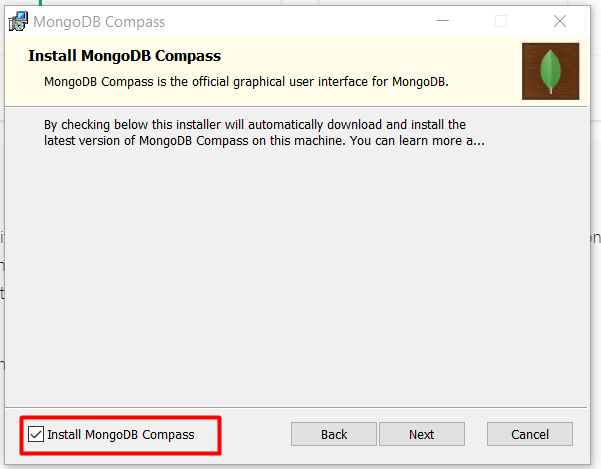 MongoDB Compass
Install MongoDB Compass
MongoDB Compass is the official graphical user interface for MongoDB.
By checking below this installer will automatically download and install the
latest version of MongoDB Compass on this machine. You can learn more a...
on
Install MongoDB Compass
Back
Next
Cancel